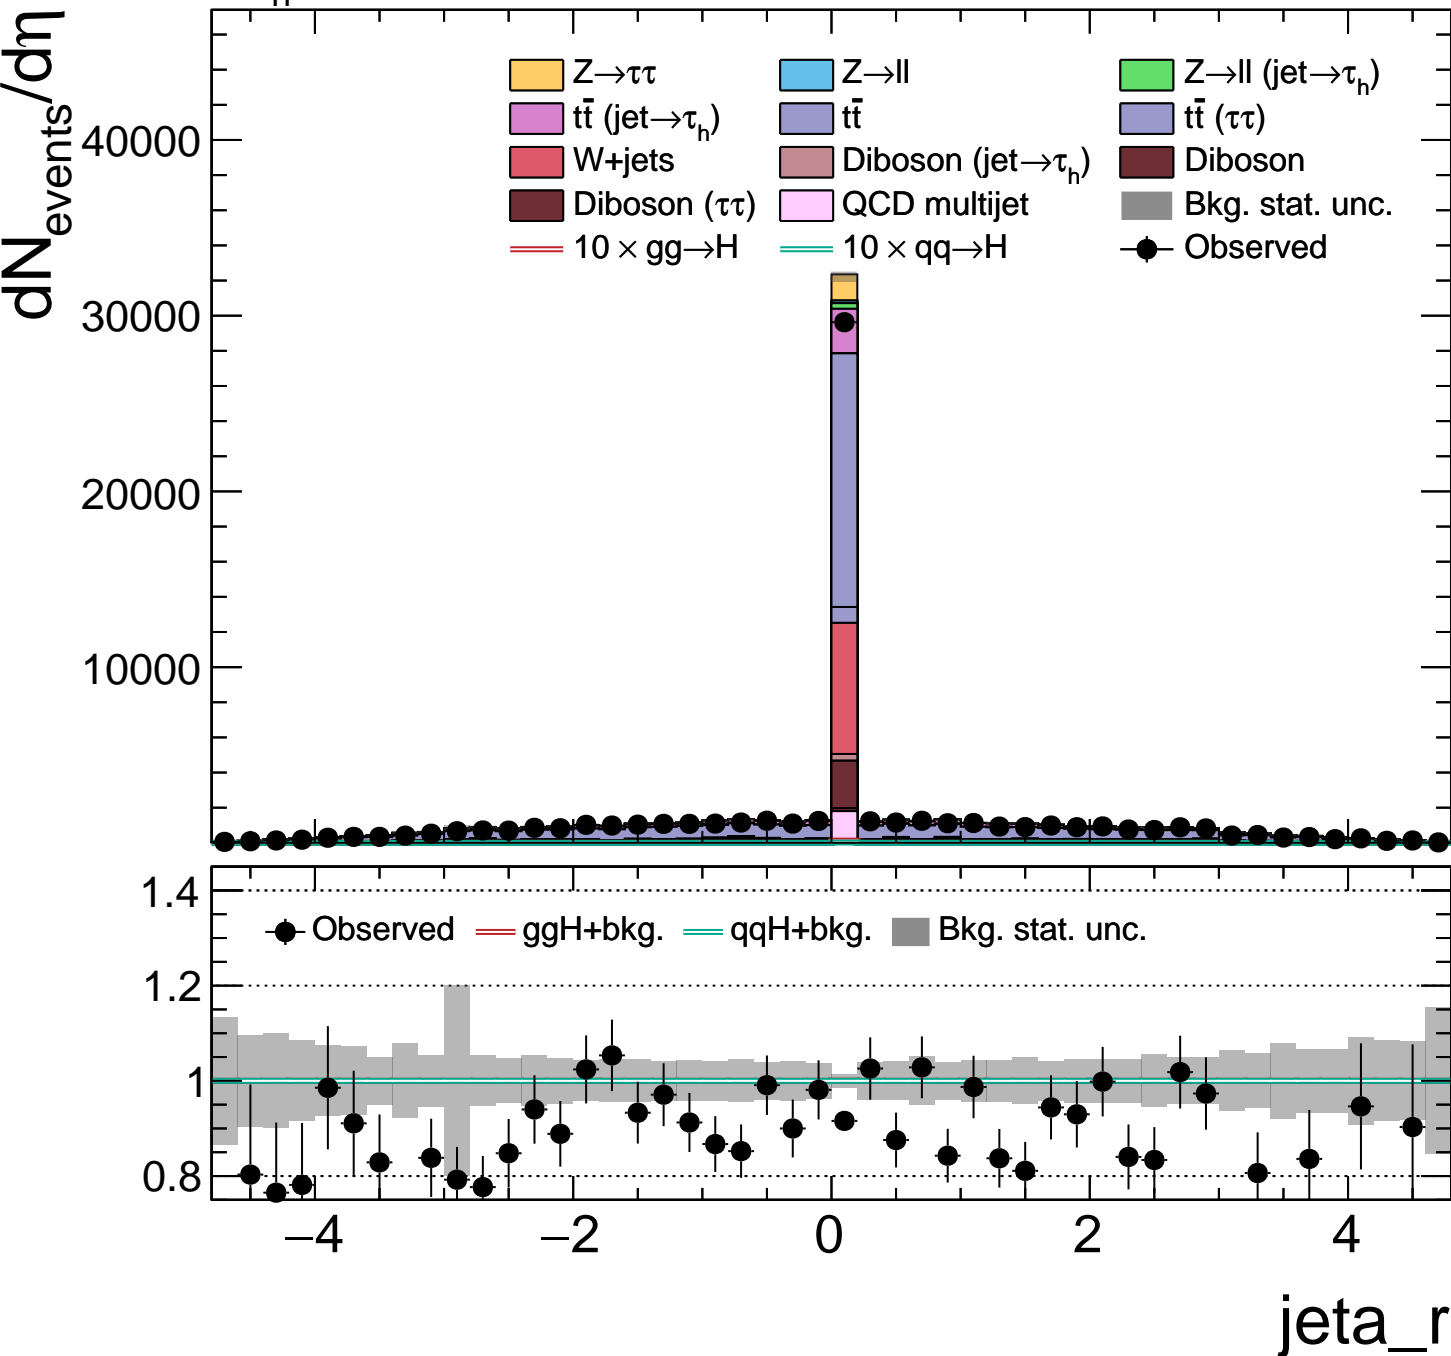 dN_events/dη
Z→ττ Z→ll Z→ll (jet→τ_h)
tt̄ (jet→τ_h) tt̄ tt̄ (ττ)
W+jets Diboson (jet→τ_h) Diboson
Diboson (ττ) QCD multijet Bkg. stat. unc.
10 × gg→H 10 × qq→H Observed
40000
30000
20000
10000
Observed ggH+bkg. qqH+bkg. Bkg. stat. unc.
1.4
1.2
1
0.8
−4 −2 0 2 4
jeta_r